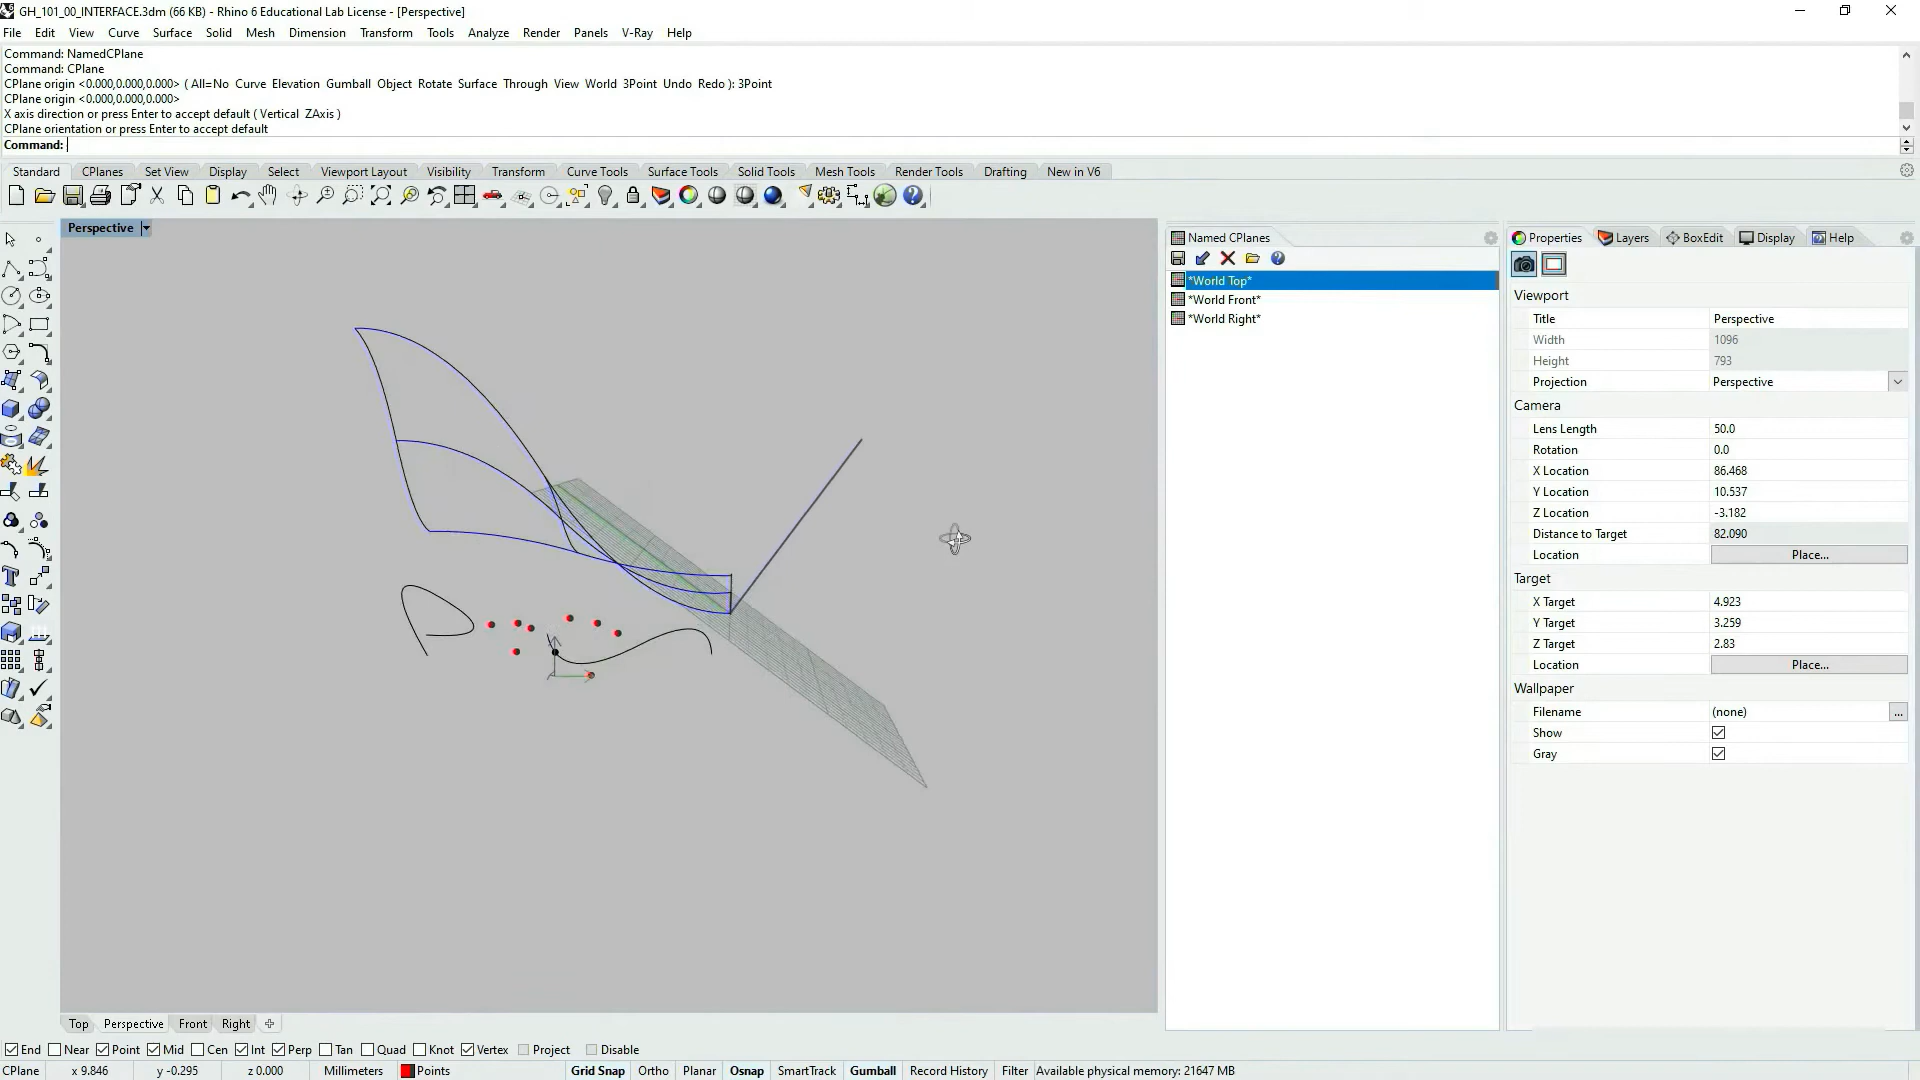 GH_101_00_INTERFACE.3dm (66 KB) - Rhino 6 Educational Lab License - [Perspective]
File Edit View Curve Surface Solid Mesh Dimension Transform Tools Analyze Render Panels V-Ray Help
Command: NamedCPlane
Command: CPlane
CPlane origin <0.000,0.000,0.000> ( All=No Curve Elevation Gumball Object Rotate Surface Through View World 3Point Undo Redo ): 3Point
CPlane origin <0.000,0.000,0.000>
X axis direction or press Enter to accept default ( Vertical ZAxis )
CPlane orientation or press Enter to accept default
Command:
Standard CPlanes Set View Display Select Viewport Layout Visibility Transform Curve Tools Surface Tools Solid Tools Mesh Tools Render Tools Drafting New in V6
Perspective
Named CPlanes
*World Top*
*World Front*
*World Right*
Properties Layers BoxEdit Display Help
Viewport
Title Perspective
Width 1096
Height 793
Projection Perspective
Camera
Lens Length 50.0
Rotation 0.0
X Location 86.468
Y Location 10.537
Z Location -3.182
Distance to Target 82.090
Location Place...
Target
X Target 4.923
Y Target 3.259
Z Target 2.83
Location Place...
Wallpaper
Filename (none) ...
Show
Gray
Top Perspective Front Right
End Near Point Mid Cen Int Perp Tan Quad Knot Vertex Project Disable
CPlane x 9.846 y -0.295 z 0.000 Millimeters Points Grid Snap Ortho Planar Osnap SmartTrack Gumball Record History Filter Available physical memory: 21647 MB